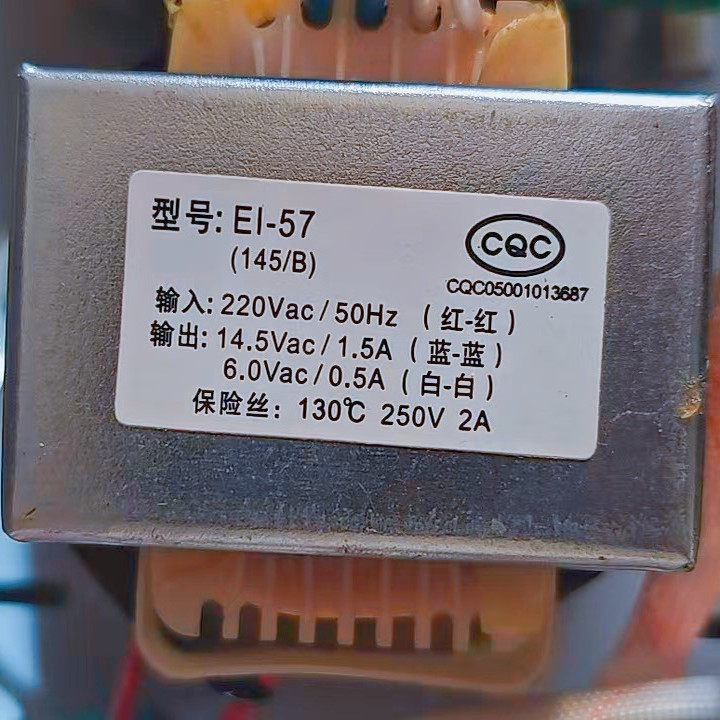 型号: EI-57
(145/B)
CQC
CQC05001013687
输入: 220Vac / 50Hz ( 红-红 )
输出: 14.5Vac / 1.5A ( 蓝-蓝 )
6.0Vac / 0.5A ( 白-白 )
保险丝: 130℃ 250V 2A